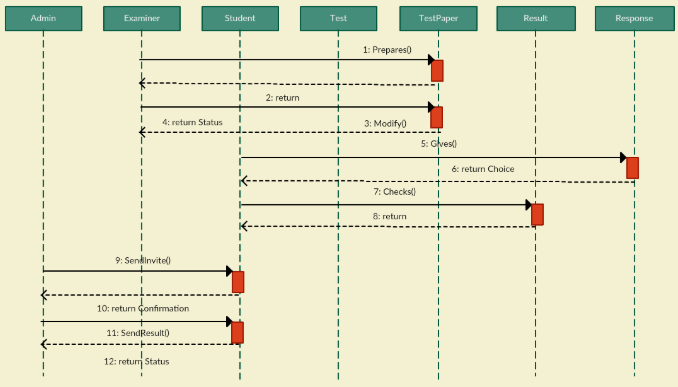 Admin Examiner Student Test TestPaper Result Response
1: Prepares()
2: return
4: return Status 3: Modify()
5: Gives()
6: return Choice
7: Checks()
8: return
9: SendInvite()
10: return Confirmation
11: SendResult()
12: return Status